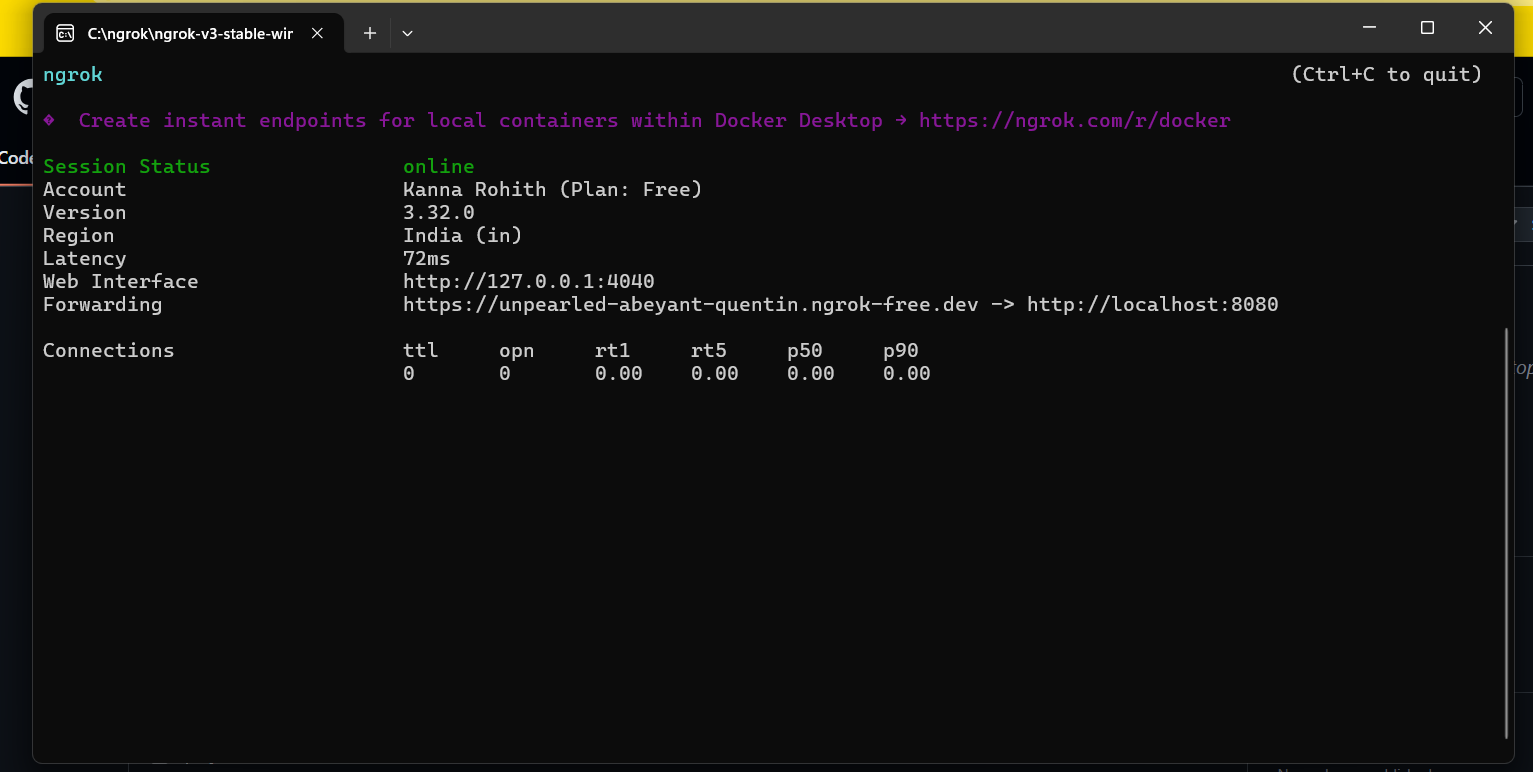 C:\ngrok\ngrok-v3-stable-wir
ngrok (Ctrl+C to quit)
� Create instant endpoints for local containers within Docker Desktop → https://ngrok.com/r/docker
Code
Session Status online
Account Kanna Rohith (Plan: Free)
Version 3.32.0
Region India (in)
Latency 72ms
Web Interface http://127.0.0.1:4040
Forwarding https://unpearled-abeyant-quentin.ngrok-free.dev -> http://localhost:8080
Connections ttl opn rt1 rt5 p50 p90
0 0 0.00 0.00 0.00 0.00